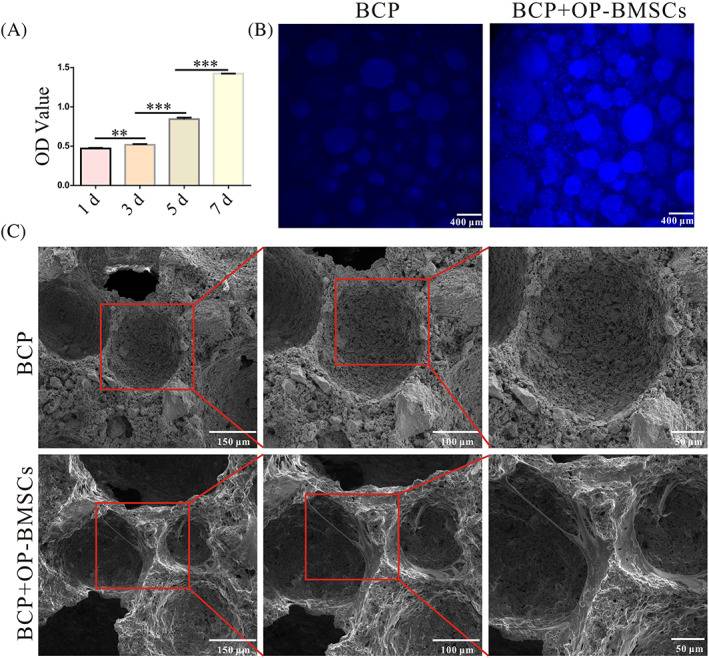 (A)
OD Value
1.5
1.0
0.5
0.0
**
***
***
1 d
3 d
5 d
7 d
(B)
BCP
BCP+OP-BMSCs
400 μm
400 μm
(C)
BCP
150 μm
100 μm
50 μm
BCP+OP-BMSCs
150 μm
100 μm
50 μm